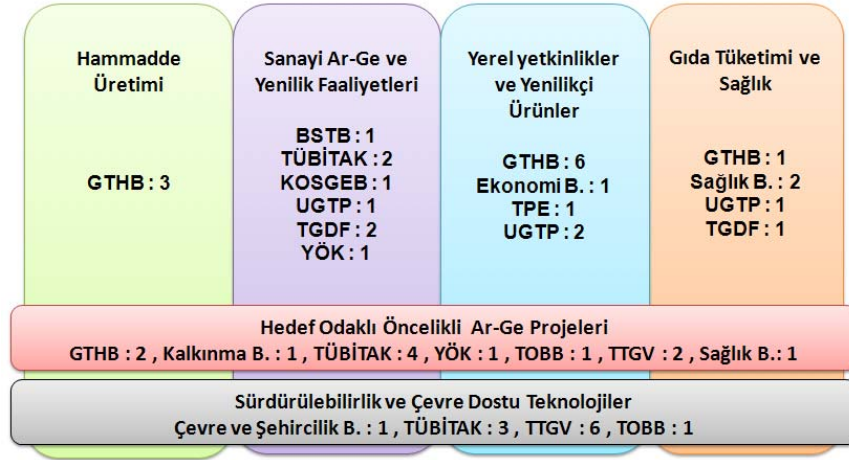 Hammadde
Üretimi
GTHB : 3
Sanayi Ar-Ge ve
Yenilik Faaliyetleri
BSTB : 1
TÜBİTAK : 2
KOSGEB : 1
UGTP : 1
TGDF : 2
YÖK : 1
Yerel yetkinlikler
ve Yenilikçi
Ürünler
GTHB : 6
Ekonomi B. : 1
TPE : 1
UGTP : 2
Gıda Tüketimi ve
Sağlık
GTHB : 1
Sağlık B. : 2
UGTP : 1
TGDF : 1
Hedef Odaklı Öncelikli Ar-Ge Projeleri
GTHB : 2 , Kalkınma B. : 1 , TÜBİTAK : 4 , YÖK : 1 , TOBB : 1 , TTGV : 2 , Sağlık B.: 1
Sürdürülebilirlik ve Çevre Dostu Teknolojiler
Çevre ve Şehircilik B. : 1 , TÜBİTAK : 3 , TTGV : 6 , TOBB : 1